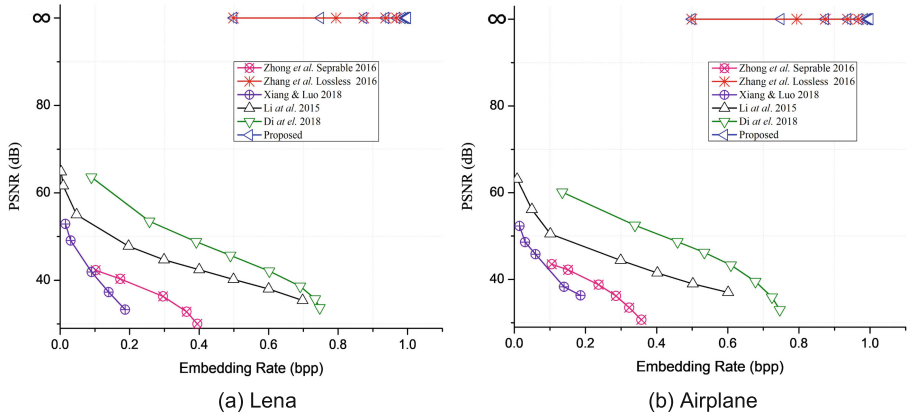 ∞
80
60
40
PSNR (dB)
Zhong et al. Seprable 2016
Zhang et al. Lossless 2016
Xiang & Luo 2018
Li at al. 2015
Di at el. 2018
Proposed
0.0 0.2 0.4 0.6 0.8 1.0
Embedding Rate (bpp)
(a) Lena
∞
80
60
40
PSNR (dB)
Zhong et al. Seprable 2016
Zhang et al. Lossless 2016
Xiang & Luo 2018
Li at al. 2015
Di at el. 2018
Proposed
0.0 0.2 0.4 0.6 0.8 1.0
Embedding Rate (bpp)
(b) Airplane